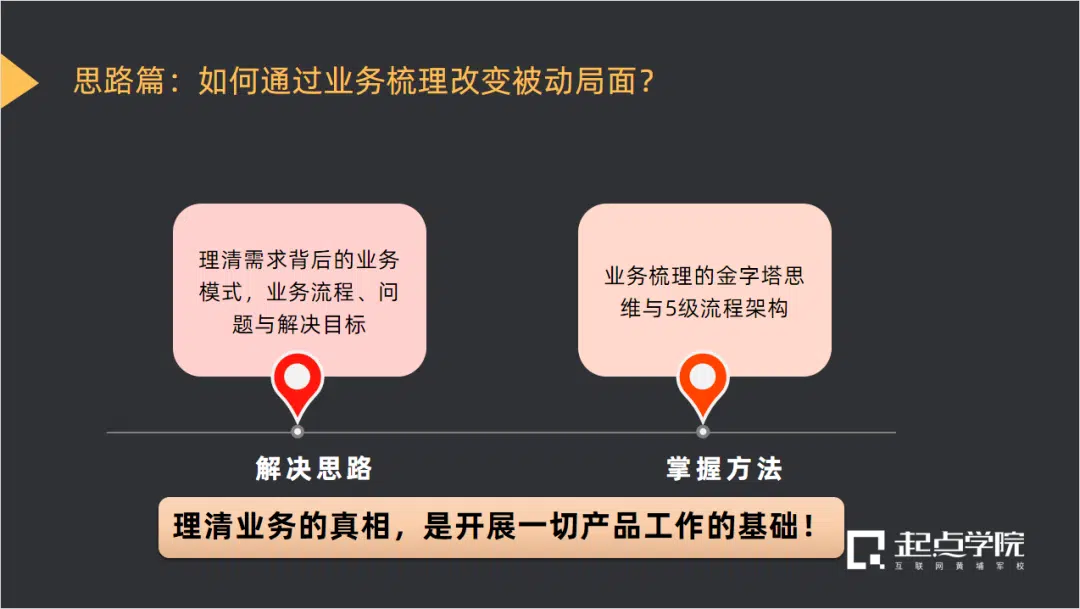 思路篇：如何通过业务梳理改变被动局面？
理清需求背后的业务
模式，业务流程、问
题与解决目标
业务梳理的金字塔思
维与5级流程架构
解决思路
掌握方法
理清业务的真相，是开展一切产品工作的基础！
起点学院
互联网黄埔军校